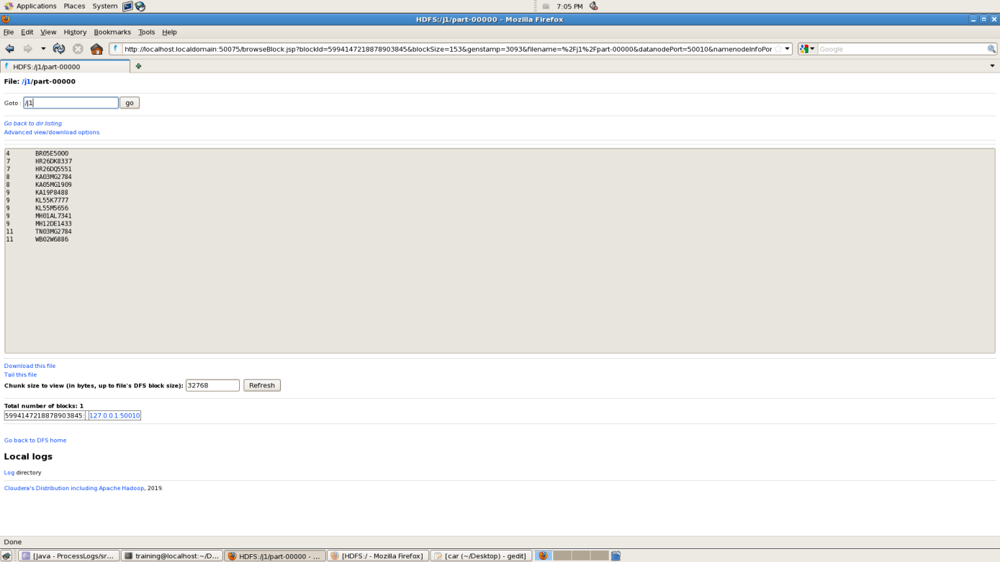 Applications Places System 7:05 PM
HDFS:/j1/part-00000 - Mozilla Firefox
File Edit View History Bookmarks Tools Help
http://localhost.localdomain:50075/browseBlock.jsp?blockId=5994147218878903845&blockSize=153&genstamp=3093&filename=%2Fj1%2Fpart-00000&datanodePort=50010&namenodeInfoPor Google
HDFS:/j1/part-00000
File: /j1/part-00000
Goto : /j1 go
Go back to dir listing
Advanced view/download options
4 BR05E5000
7 HR26DK8337
7 HR26DQ5551
8 KA03MG2784
8 KA05MG1909
9 KA19P8488
9 KL55K7777
9 KL55M5656
9 MH01AL7341
9 MH12DE1433
11 TN03MG2784
11 WB02W6886
Download this file
Tail this file
Chunk size to view (in bytes, up to file's DFS block size): 32768 Refresh
Total number of blocks: 1
5994147218878903845: 127.0.0.1:50010
Go back to DFS home
Local logs
Log directory
Cloudera's Distribution including Apache Hadoop, 2019.
Done
[Java - ProcessLogs/sr... training@localhost:~/D... HDFS:/j1/part-00000 - ... [HDFS:/ - Mozilla Firefox] [car (~/Desktop) - gedit]